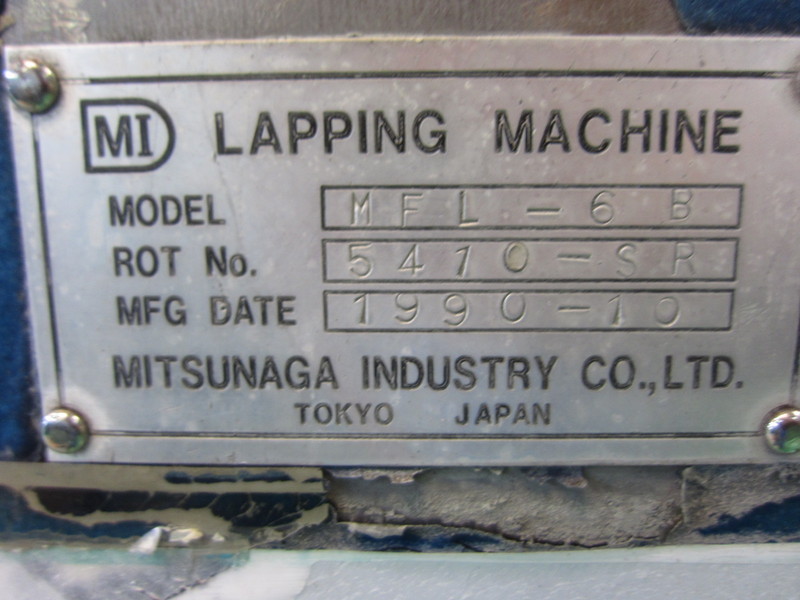 MI LAPPING MACHINE
MODEL MFL-6B
ROT No. 5410-SR
MFG DATE 1990-10
MITSUNAGA INDUSTRY CO.,LTD.
TOKYO JAPAN